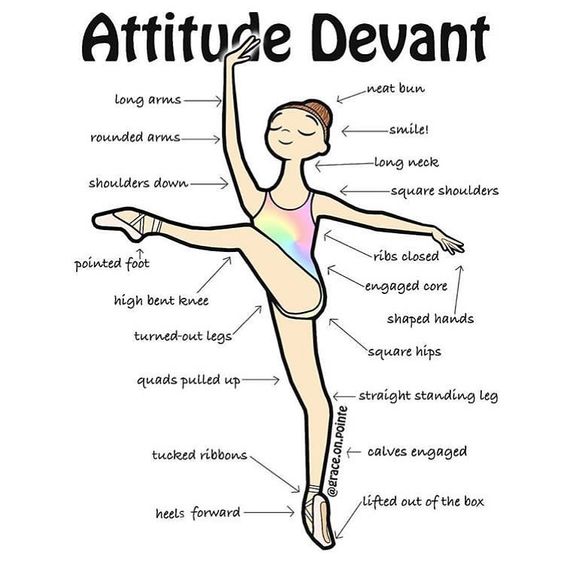 Attitude Devant
long arms
neat bun
rounded arms
smile!
long neck
shoulders down
square shoulders
ribs closed
pointed foot
engaged core
high bent knee
shaped hands
turned-out legs
square hips
quads pulled up
straight standing leg
@grace.on.pointe
tucked ribbons
calves engaged
lifted out of the box
heels forward